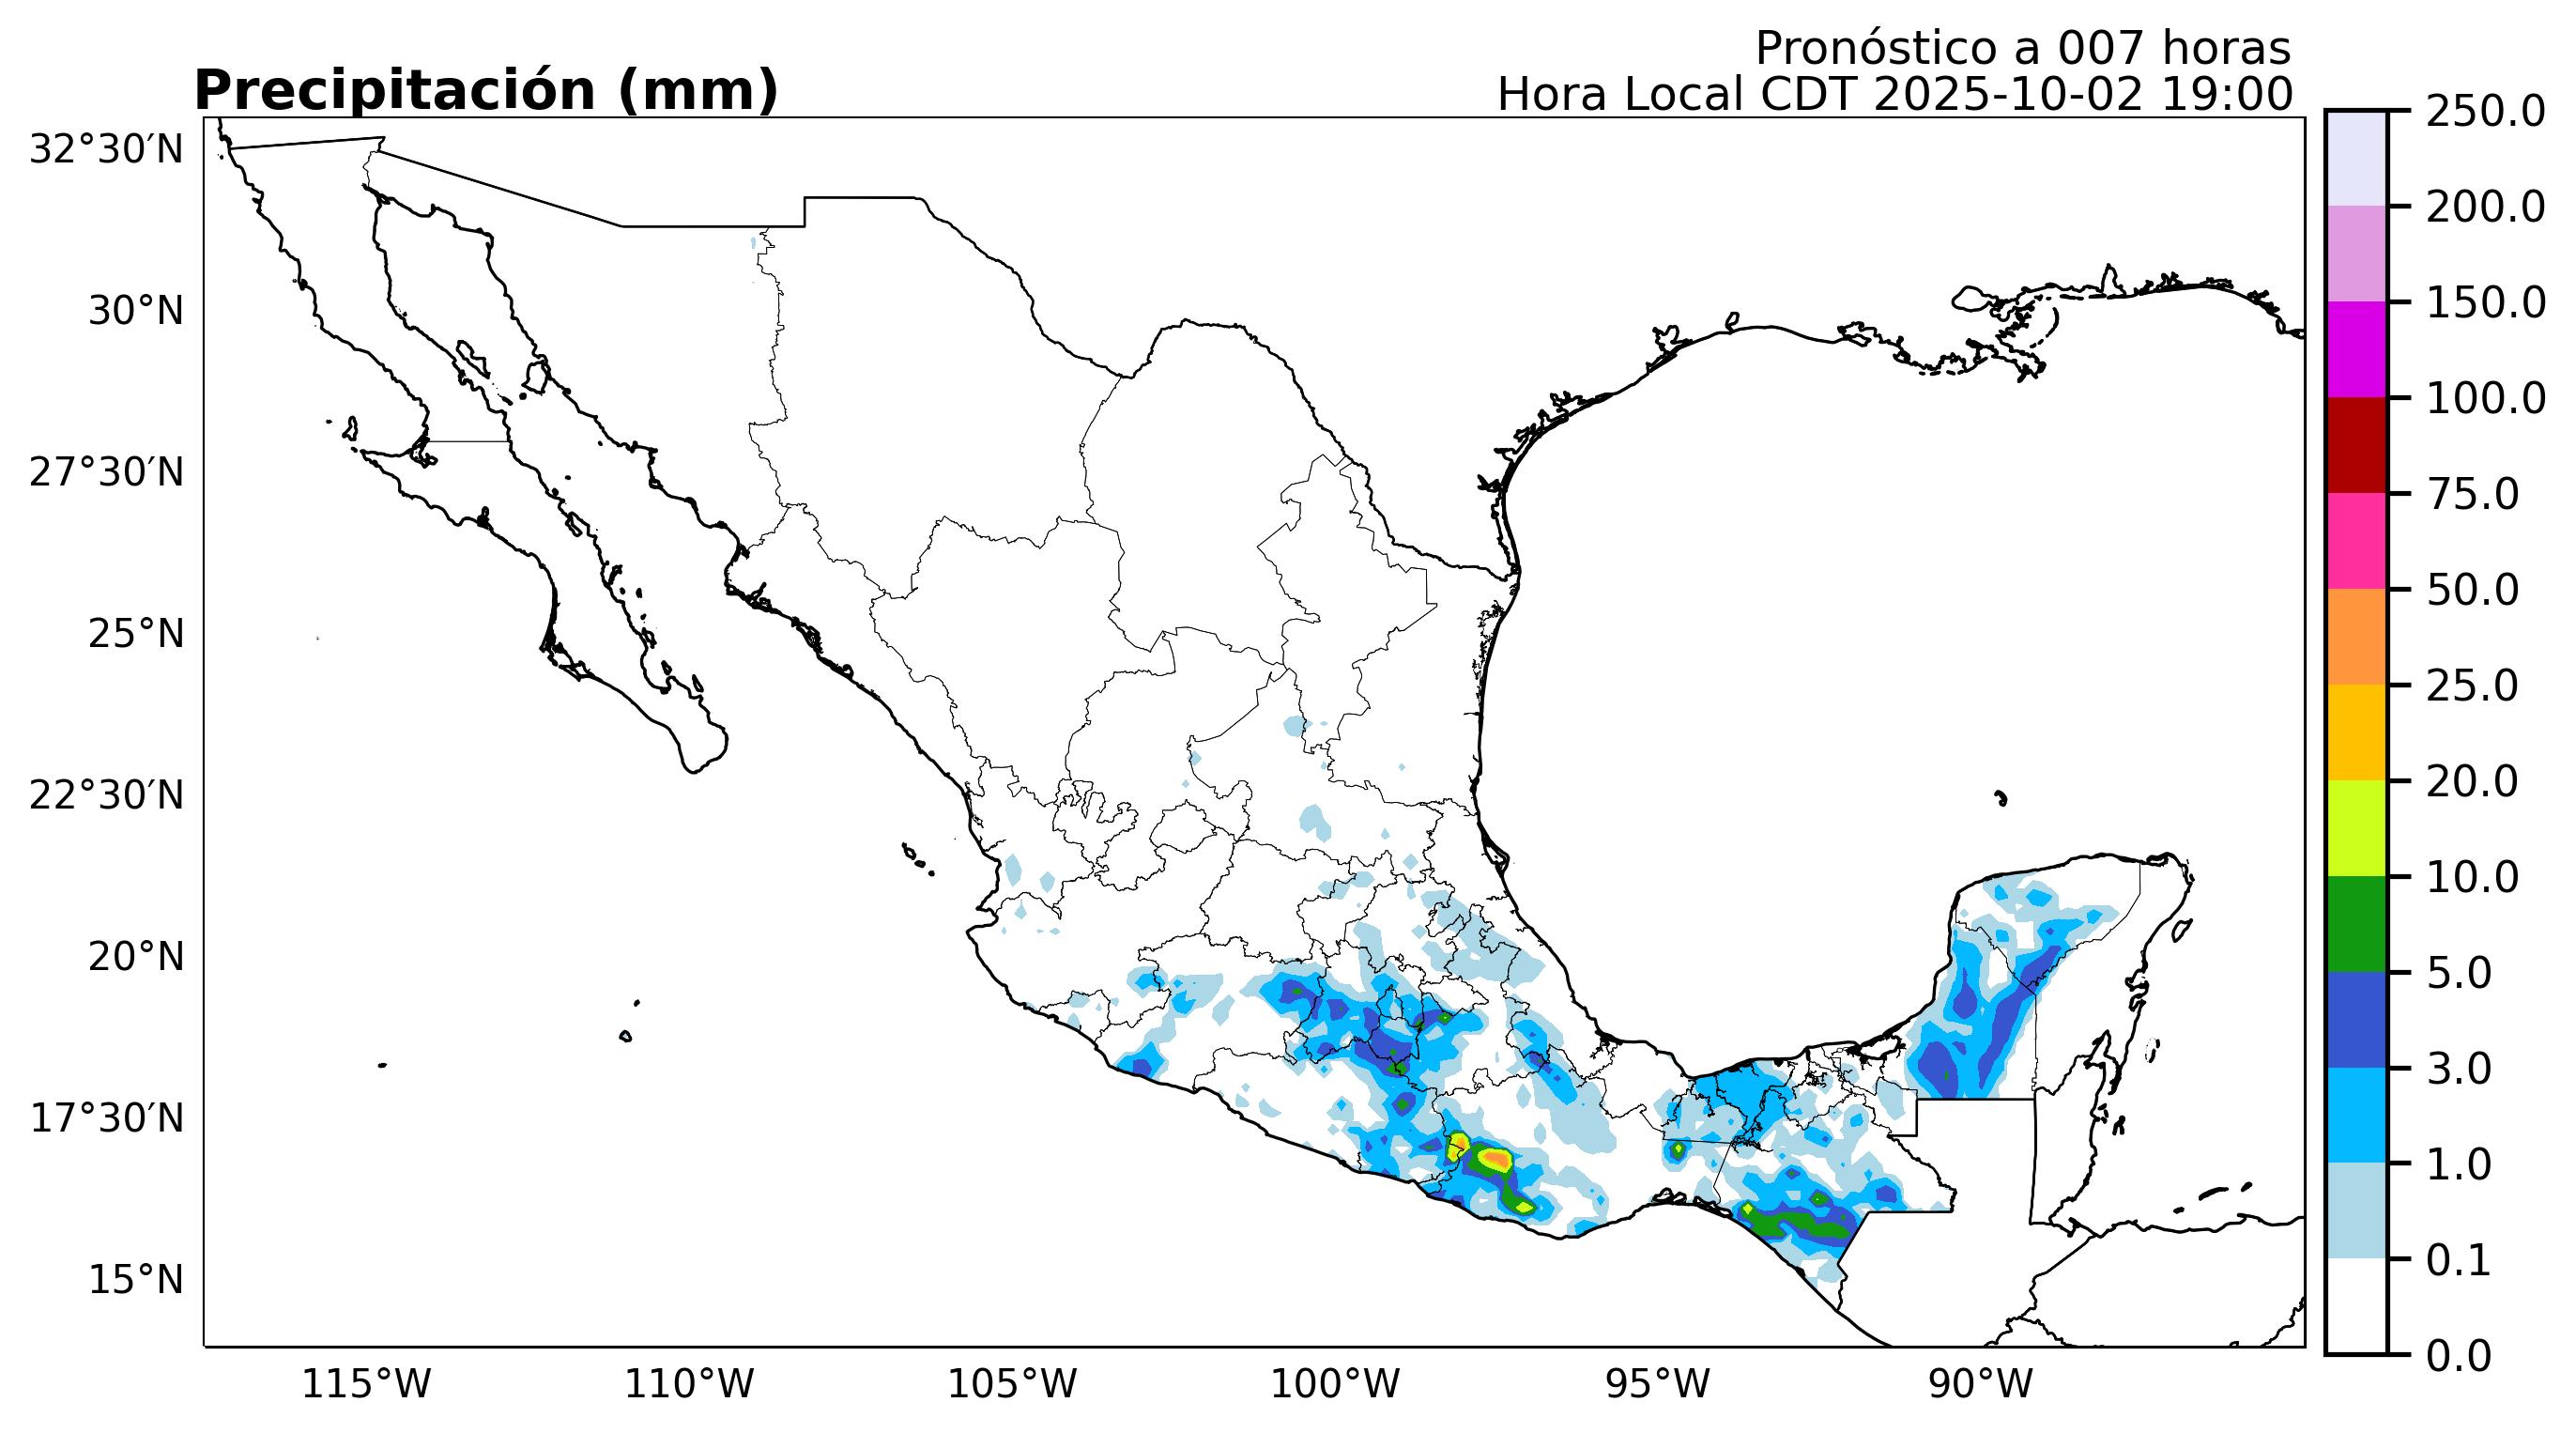 Pronóstico a 007 horas
Precipitación (mm)
Hora Local CDT 2025-10-02 19:00
32°30′N
30°N
27°30′N
25°N
22°30′N
20°N
17°30′N
15°N
115°W
110°W
105°W
100°W
95°W
90°W
250.0
200.0
150.0
100.0
75.0
50.0
25.0
20.0
10.0
5.0
3.0
1.0
0.1
0.0